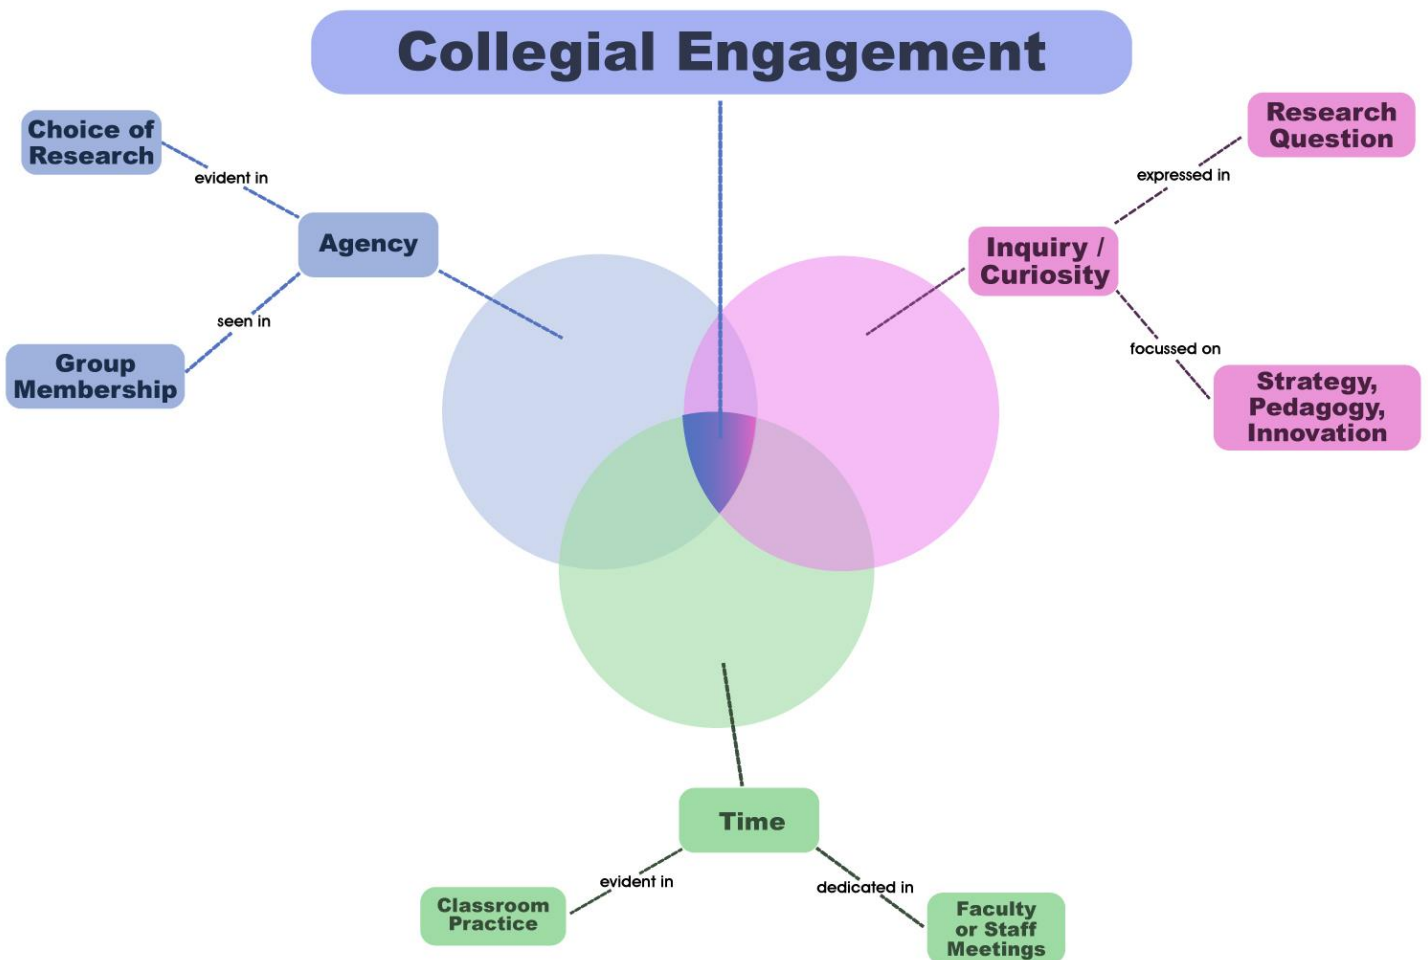 Collegial Engagement
Choice of
Research
evident in
Agency
seen in
Group
Membership
Research
Question
expressed in
Inquiry /
Curiosity
focussed on
Strategy,
Pedagogy,
Innovation
Time
evident in
Classroom
Practice
dedicated in
Faculty
or Staff
Meetings